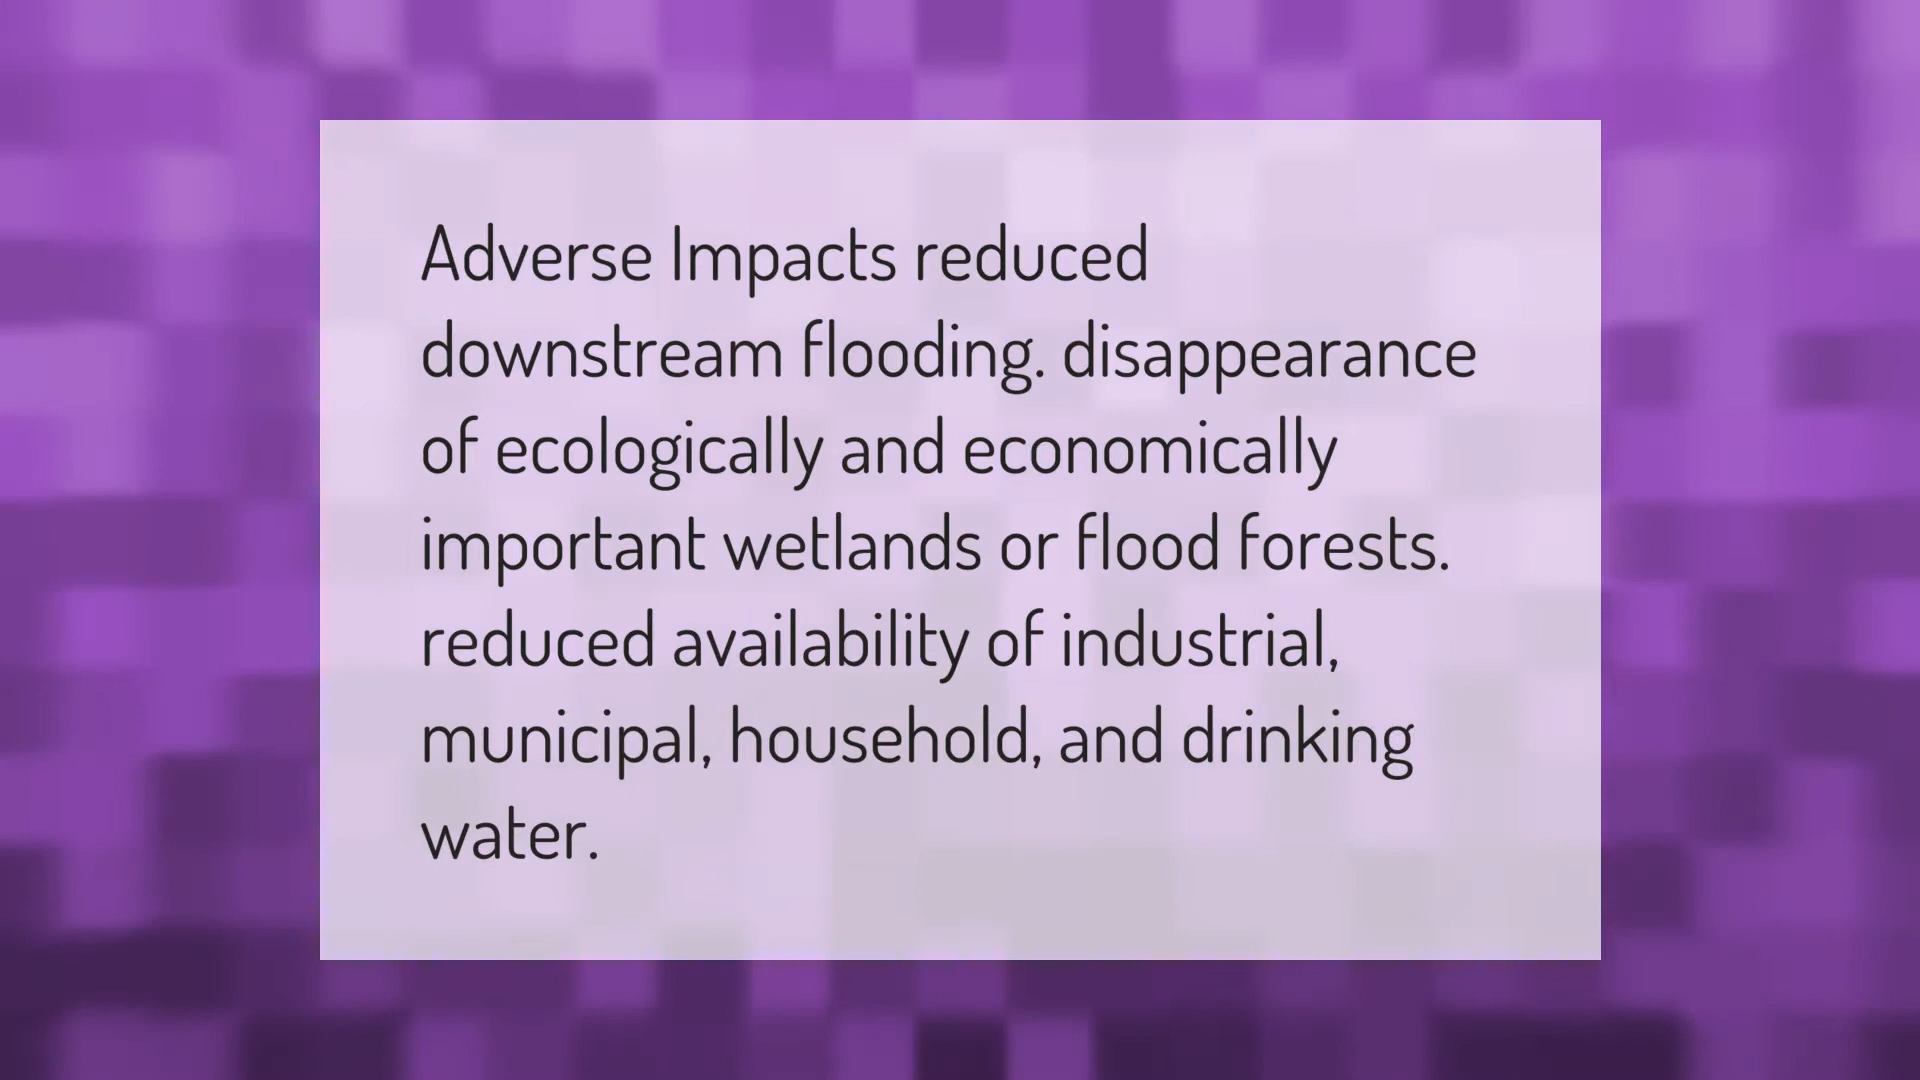 Adverse Impacts reduced
downstream flooding. disappearance
of ecologically and economically
important wetlands or flood forests.
reduced availability of industrial,
municipal, household, and drinking
water.